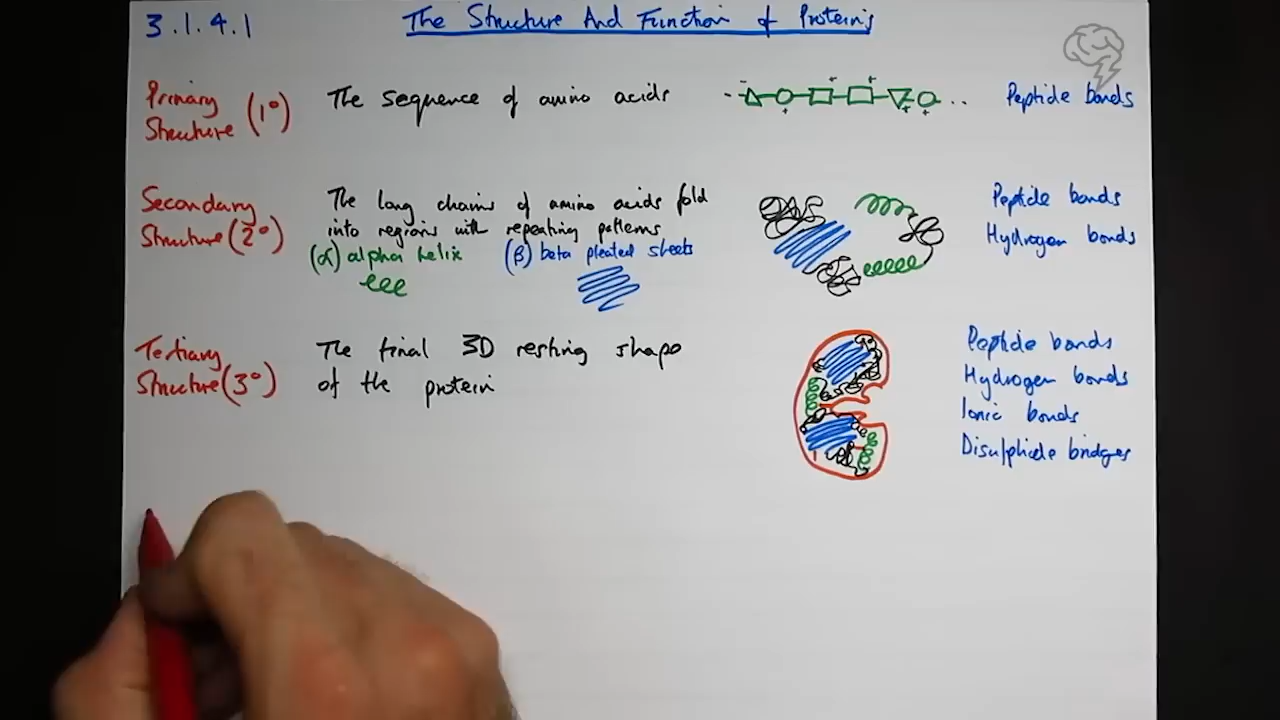 3.1.4.1 The Structure And Function of Proteins
Primary
Structure (1°)
The sequence of amino acids
Peptide bonds
Secondary
Structure (2°)
The long chains of amino acids fold
into regions with repeating patterns
(α) alpha helix (β) beta pleated sheets
Peptide bonds
Hydrogen bonds
Tertiary
Structure (3°)
The final 3D resting shape
of the protein
Peptide bonds
Hydrogen bonds
Ionic bonds
Disulphide bridges